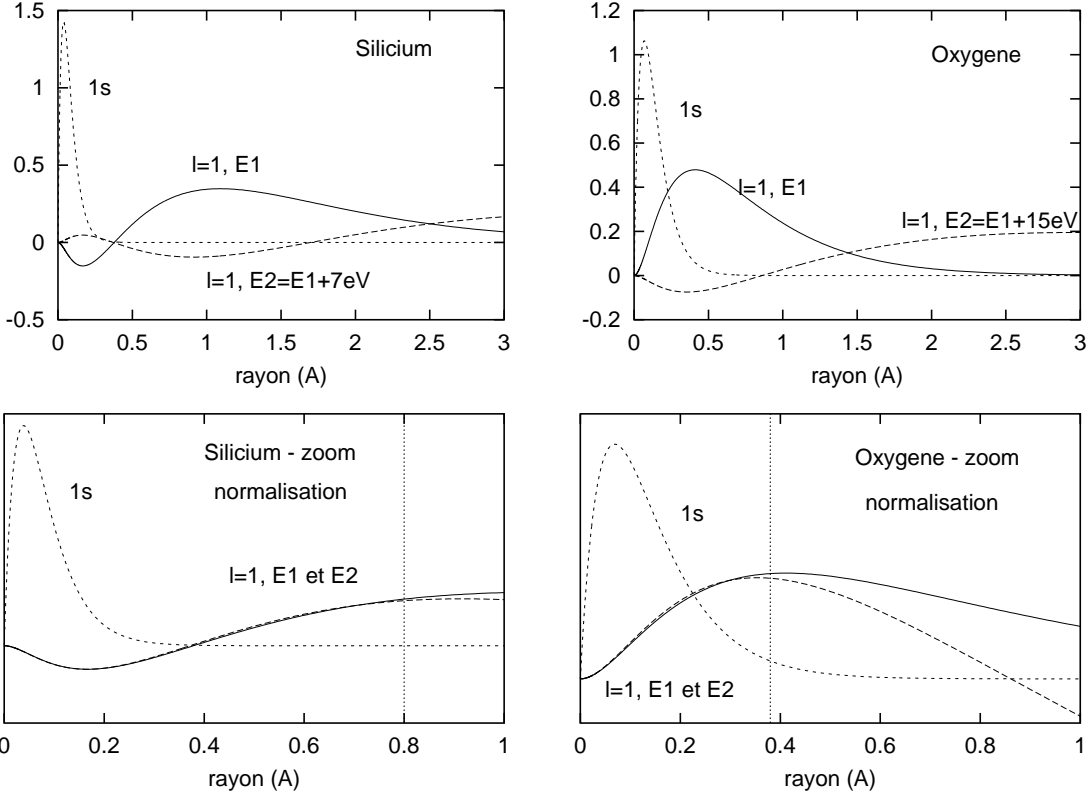 1.5
1
0.5
0
-0.5
0 0.5 1 1.5 2 2.5 3
rayon (A)
Silicium
1s
l=1, E1
l=1, E2=E1+7eV
1.2
1
0.8
0.6
0.4
0.2
0
-0.2
0 0.5 1 1.5 2 2.5 3
rayon (A)
Oxygene
1s
l=1, E1
l=1, E2=E1+15eV
Silicium - zoom
normalisation
1s
l=1, E1 et E2
0 0.2 0.4 0.6 0.8 1
rayon (A)
Oxygene - zoom
normalisation
1s
l=1, E1 et E2
0 0.2 0.4 0.6 0.8 1
rayon (A)